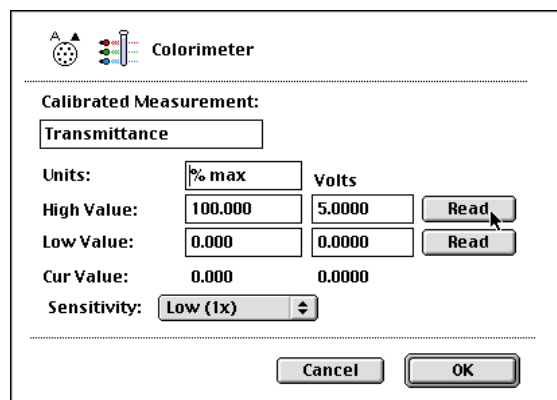 A
Colorimeter
Calibrated Measurement:
Transmittance
Units: % max Volts
High Value: 100.000 5.0000 Read
Low Value: 0.000 0.0000 Read
Cur Value: 0.000 0.0000
Sensitivity: Low (1x)
Cancel OK